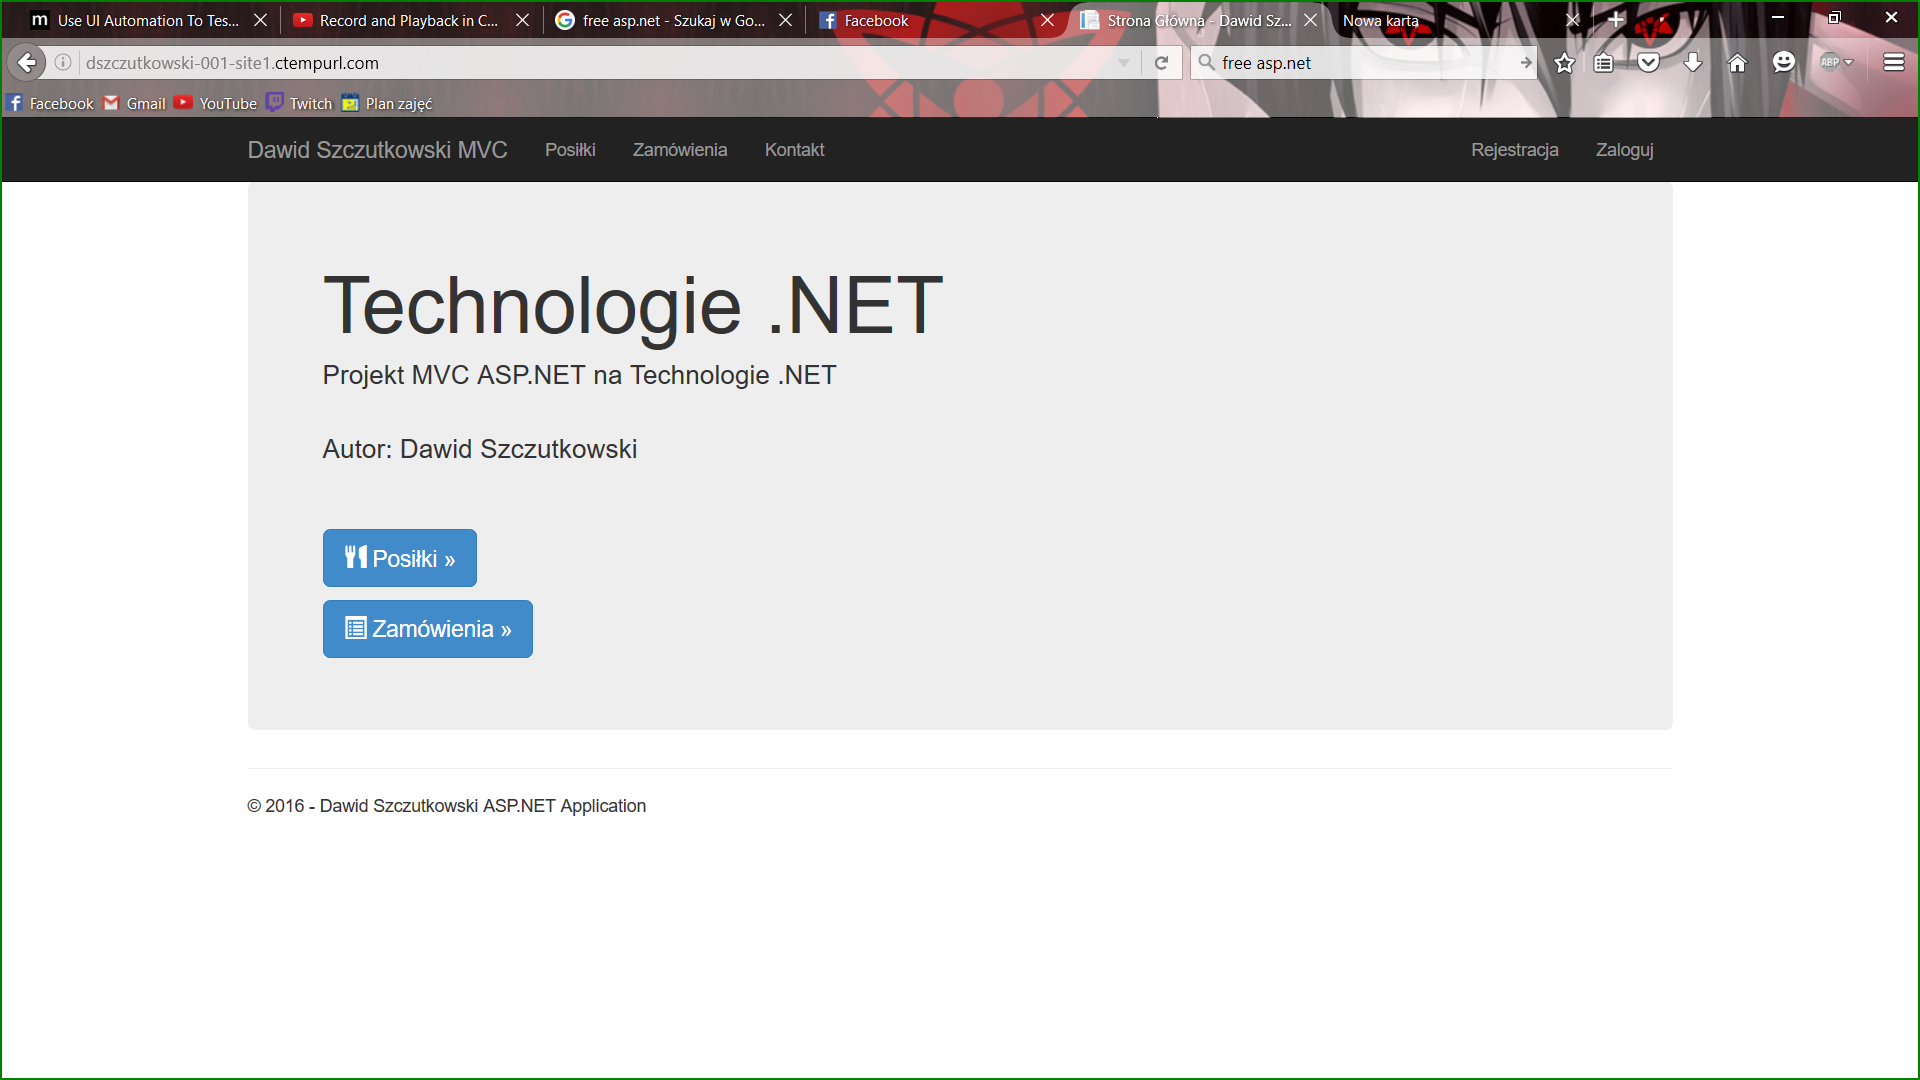 Use UI Automation To Tes...
Record and Playback in C...
free asp.net - Szukaj w Go...
Facebook
Strona Główna - Dawid Sz...
Nowa karta
dszczutkowski-001-site1.ctempurl.com
free asp.net
ABP
Facebook
Gmail
YouTube
Twitch
Plan zajęć
Dawid Szczutkowski MVC
Posiłki
Zamówienia
Kontakt
Rejestracja
Zaloguj
Technologie .NET
Projekt MVC ASP.NET na Technologie .NET
Autor: Dawid Szczutkowski
Posiłki »
Zamówienia »
© 2016 - Dawid Szczutkowski ASP.NET Application